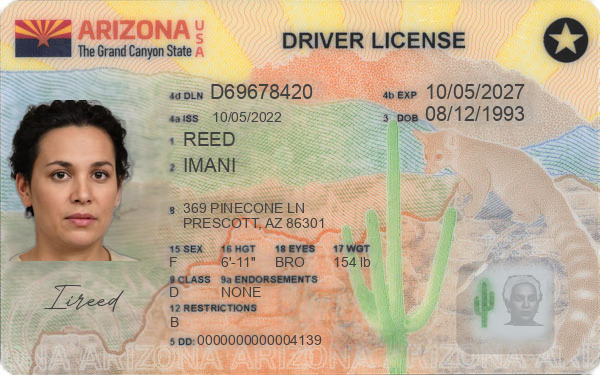 ARIZONA USA
The Grand Canyon State
DRIVER LICENSE
4d DLN D69678420 4b EXP 10/05/2027
4a ISS 10/05/2022 3 DOB 08/12/1993
1 REED
2 IMANI
8 369 PINECONE LN
PRESCOTT, AZ 86301
15 SEX 16 HGT 18 EYES 17 WGT
F 6'-11" BRO 154 lb
9 CLASS 9a ENDORSEMENTS
D NONE
12 RESTRICTIONS
B
5 DD: 0000000000004139
Iireed
ARIZONA ARIZONA ARIZONA ARIZONA